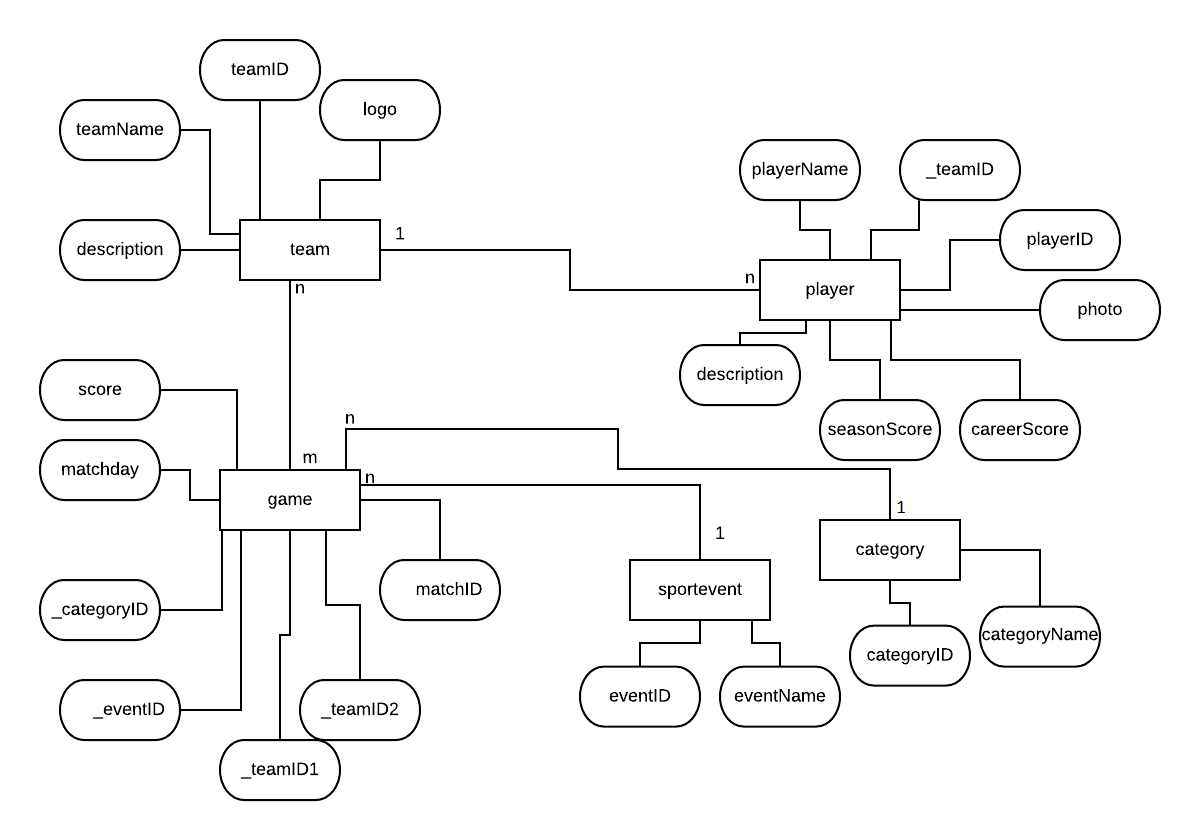 teamID
logo
teamName
description
team
1
n
playerName
_teamID
playerID
photo
player
n
description
seasonScore
careerScore
score
matchday
n
m
n
game
matchID
_categoryID
_eventID
_teamID2
_teamID1
1
sportevent
eventID
eventName
1
category
categoryName
categoryID